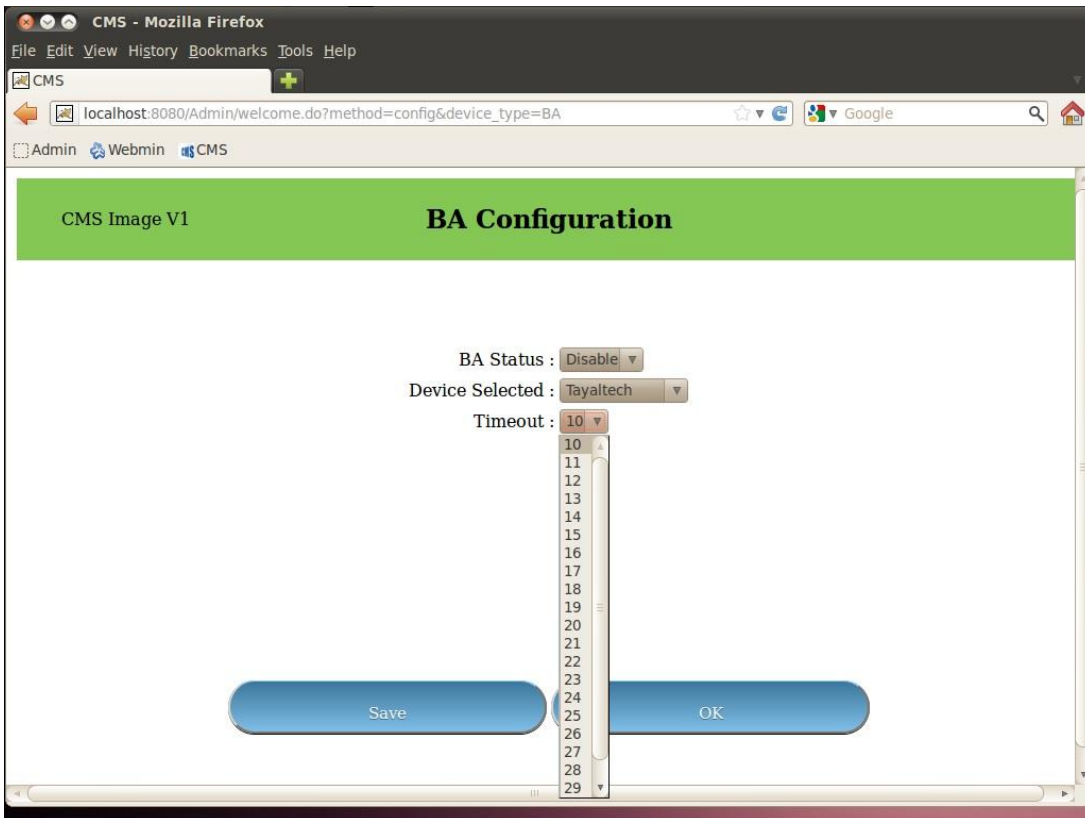 CMS - Mozilla Firefox
File Edit View History Bookmarks Tools Help
CMS
localhost:8080/Admin/welcome.do?method=config&device_type=BA
Google
Admin Webmin CMS
CMS Image V1
BA Configuration
BA Status : Disable
Device Selected : Tayaltech
Timeout : 10
10
11
12
13
14
15
16
17
18
19
20
21
22
23
24
25
26
27
28
29
Save
OK